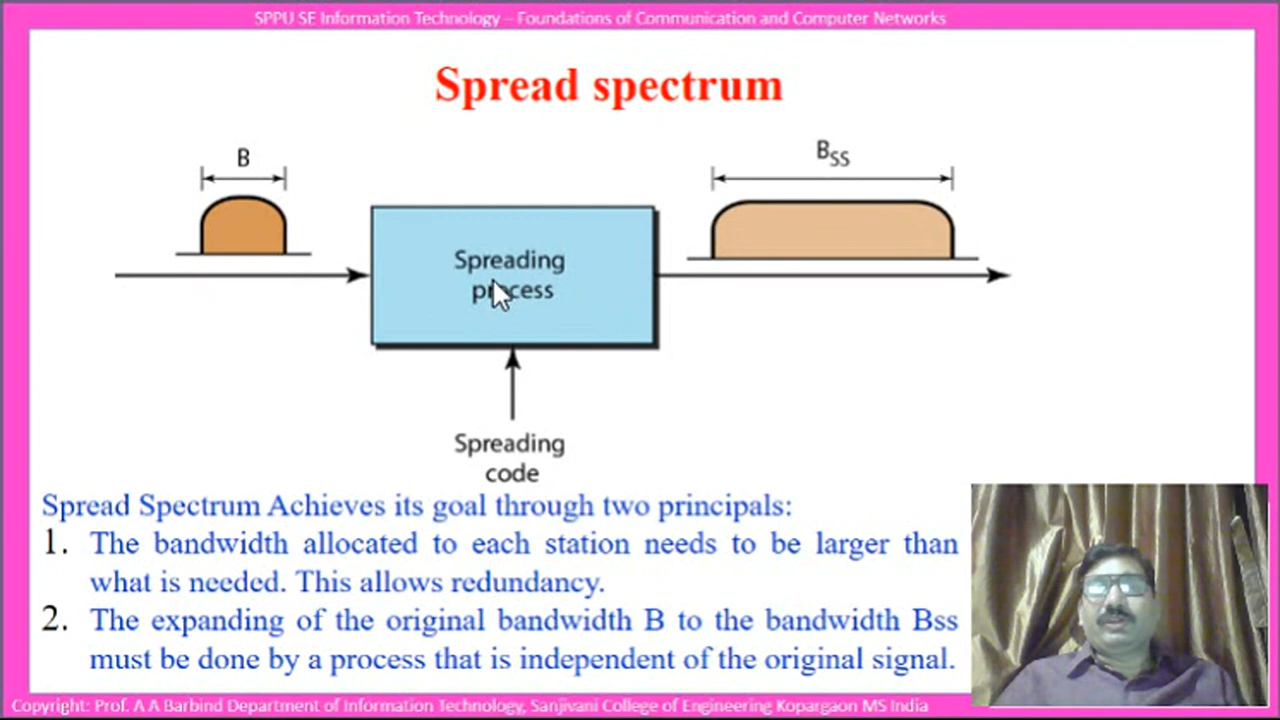 SPPU SE Information Technology – Foundations of Communication and Computer Networks
Spread spectrum
B
BSS
Spreading
process
Spreading
code
Spread Spectrum Achieves its goal through two principals:
1. The bandwidth allocated to each station needs to be larger than
what is needed. This allows redundancy.
2. The expanding of the original bandwidth B to the bandwidth Bss
must be done by a process that is independent of the original signal.
Copyright: Prof. A A Barbind Department of Information Technology, Sanjivani College of Engineering Kopargaon MS India